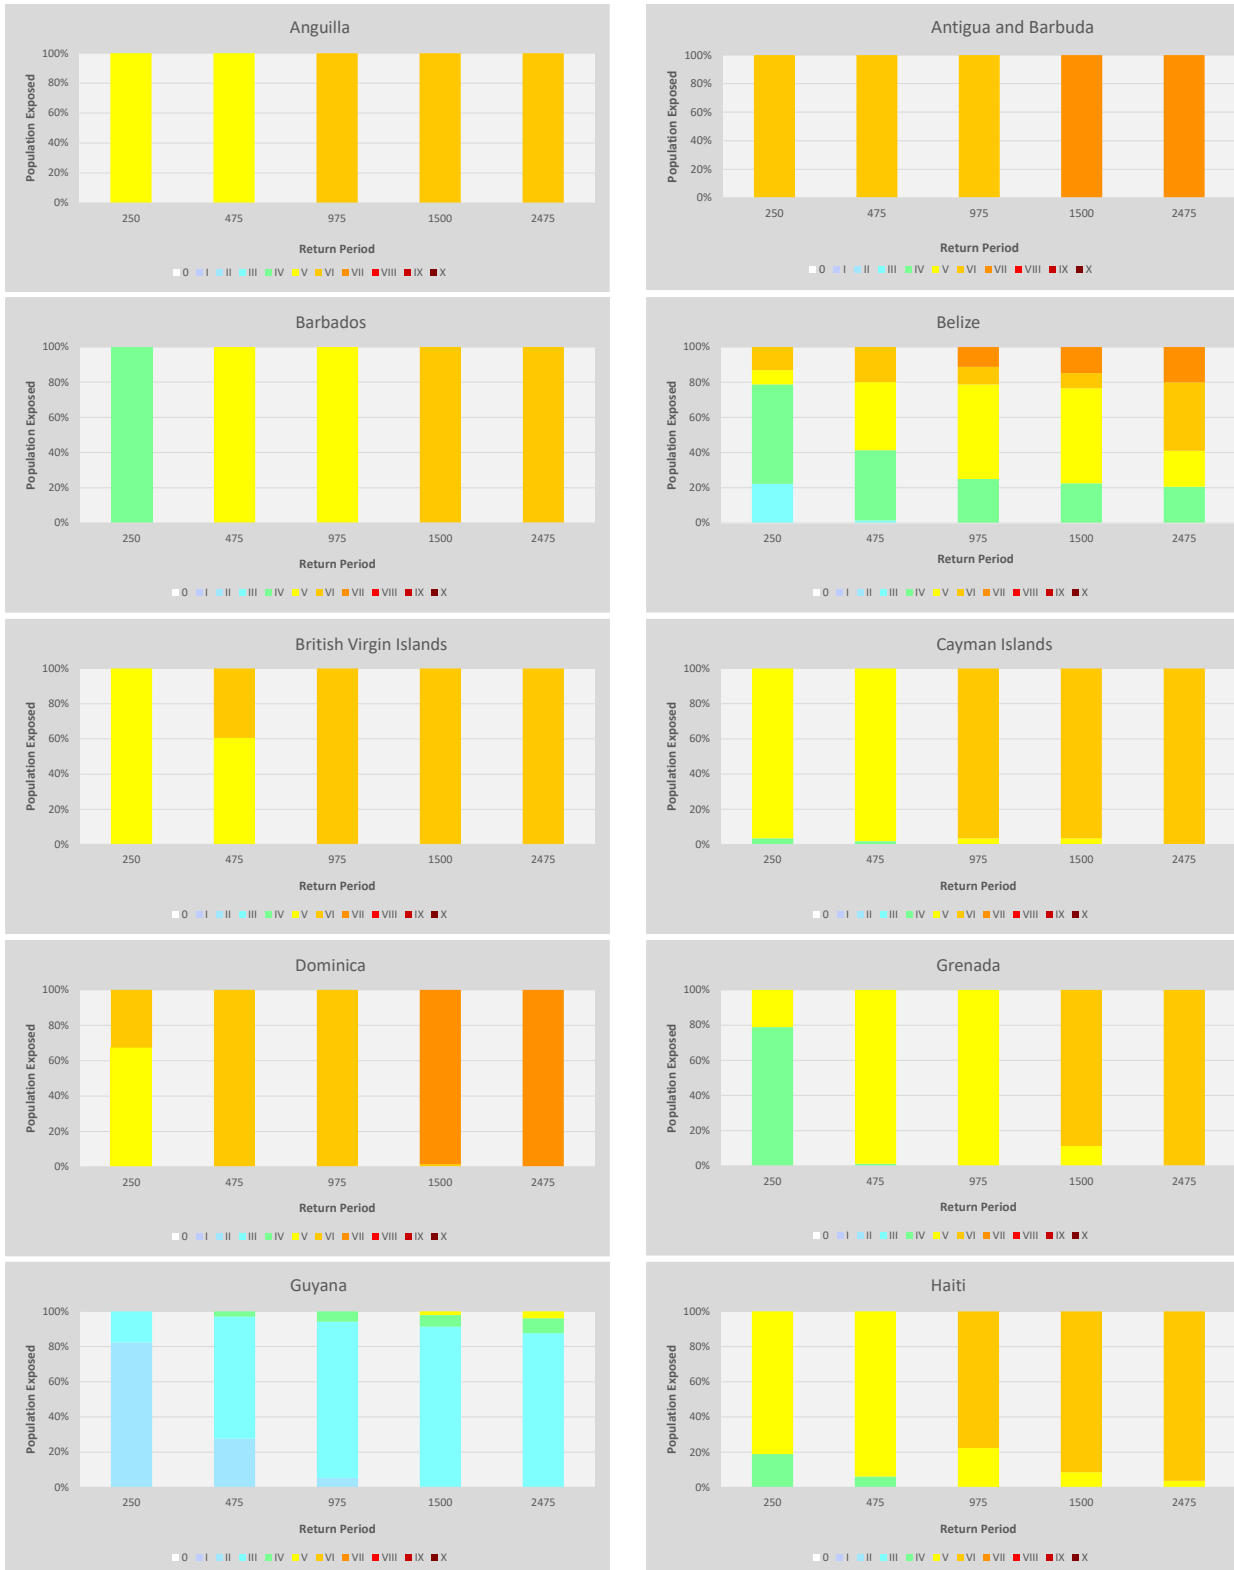 Anguilla
Population Exposed
100%
80%
60%
40%
20%
0%
250 475 975 1500 2475
Return Period
0 I II III IV V VI VII VIII IX X
Antigua and Barbuda
Population Exposed
100%
80%
60%
40%
20%
0%
250 475 975 1500 2475
Return Period
0 I II III IV V VI VII VIII IX X
Barbados
Population Exposed
100%
80%
60%
40%
20%
0%
250 475 975 1500 2475
Return Period
0 I II III IV V VI VII VIII IX X
Belize
Population Exposed
100%
80%
60%
40%
20%
0%
250 475 975 1500 2475
Return Period
0 I II III IV V VI VII VIII IX X
British Virgin Islands
Population Exposed
100%
80%
60%
40%
20%
0%
250 475 975 1500 2475
Return Period
0 I II III IV V VI VII VIII IX X
Cayman Islands
Population Exposed
100%
80%
60%
40%
20%
0%
250 475 975 1500 2475
Return Period
0 I II III IV V VI VII VIII IX X
Dominica
Population Exposed
100%
80%
60%
40%
20%
0%
250 475 975 1500 2475
Return Period
0 I II III IV V VI VII VIII IX X
Grenada
Population Exposed
100%
80%
60%
40%
20%
0%
250 475 975 1500 2475
Return Period
0 I II III IV V VI VII VIII IX X
Guyana
Population Exposed
100%
80%
60%
40%
20%
0%
250 475 975 1500 2475
Return Period
0 I II III IV V VI VII VIII IX X
Haiti
Population Exposed
100%
80%
60%
40%
20%
0%
250 475 975 1500 2475
Return Period
0 I II III IV V VI VII VIII IX X